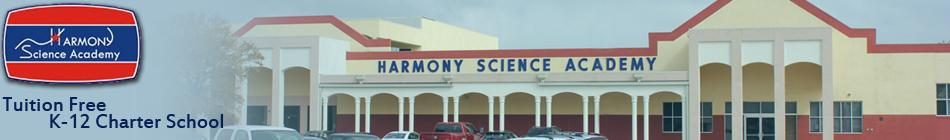 Harmony
Science Academy
Tuition Free
K-12 Charter School
HARMONY SCIENCE ACADEMY